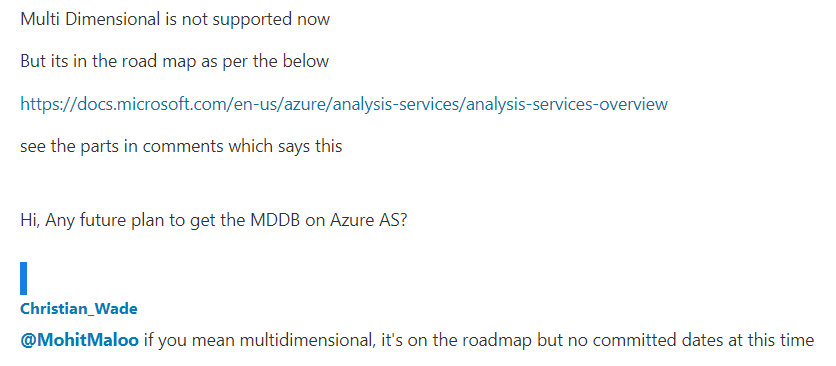 Multi Dimensional is not supported now
But its in the road map as per the below
https://docs.microsoft.com/en-us/azure/analysis-services/analysis-services-overview
see the parts in comments which says this
Hi, Any future plan to get the MDDB on Azure AS?
Christian_Wade
@MohitMaloo if you mean multidimensional, it's on the roadmap but no committed dates at this time